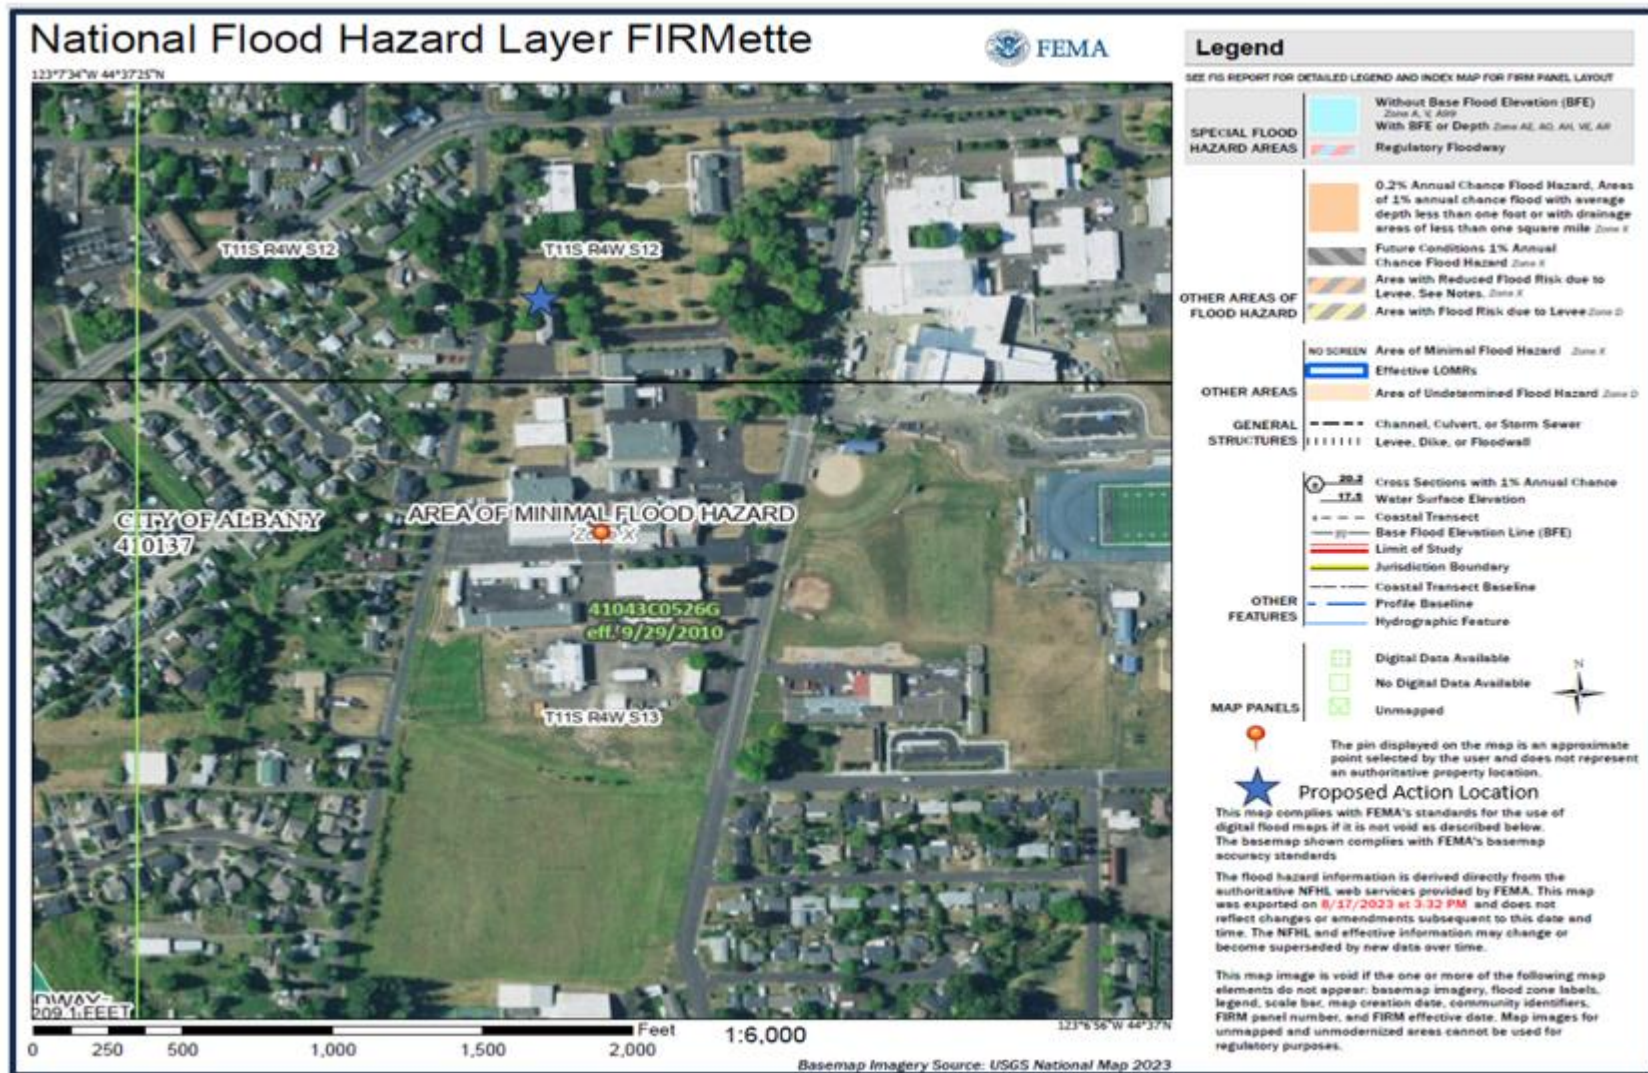 National Flood Hazard Layer FIRMette
FEMA
123°7'34"W 44°37'25"N
T11S R4W S12
T11S R4W S12
CITY OF ALBANY
410137
AREA OF MINIMAL FLOOD HAZARD
Zone X
41043C0526G
eff. 9/29/2010
T11S R4W S13
209.1 FEET
Feet
1:6,000
123°6'56"W 44°37'N
0
250
500
1,000
1,500
2,000
Basemap Imagery Source: USGS National Map 2023
Legend
SEE FIS REPORT FOR DETAILED LEGEND AND INDEX MAP FOR FIRM PANEL LAYOUT
SPECIAL FLOOD
HAZARD AREAS
Without Base Flood Elevation (BFE)
Zone A, V, A99
With BFE or Depth Zone AE, AO, AH, VE, AR
Regulatory Floodway
OTHER AREAS OF
FLOOD HAZARD
0.2% Annual Chance Flood Hazard, Areas
of 1% annual chance flood with average
depth less than one foot or with drainage
areas of less than one square mile Zone X
Future Conditions 1% Annual
Chance Flood Hazard Zone X
Area with Reduced Flood Risk due to
Levee. See Notes. Zone X
Area with Flood Risk due to Levee Zone D
OTHER AREAS
NO SCREEN Area of Minimal Flood Hazard Zone X
Effective LOMRs
Area of Undetermined Flood Hazard Zone D
GENERAL
STRUCTURES
Channel, Culvert, or Storm Sewer
Levee, Dike, or Floodwall
OTHER
FEATURES
20.2 Cross Sections with 1% Annual Chance
17.5 Water Surface Elevation
Coastal Transect
Base Flood Elevation Line (BFE)
Limit of Study
Jurisdiction Boundary
Coastal Transect Baseline
Profile Baseline
Hydrographic Feature
MAP PANELS
Digital Data Available
No Digital Data Available
Unmapped
N
The pin displayed on the map is an approximate
point selected by the user and does not represent
an authoritative property location.
Proposed Action Location
This map complies with FEMA's standards for the use of
digital flood maps if it is not void as described below.
The basemap shown complies with FEMA's basemap
accuracy standards
The flood hazard information is derived directly from the
authoritative NFHL web services provided by FEMA. This map
was exported on 8/17/2023 at 3:32 PM and does not
reflect changes or amendments subsequent to this date and
time. The NFHL and effective information may change or
become superseded by new data over time.
This map image is void if the one or more of the following map
elements do not appear: basemap imagery, flood zone labels,
legend, scale bar, map creation date, community identifiers,
FIRM panel number, and FIRM effective date. Map images for
unmapped and unmodernized areas cannot be used for
regulatory purposes.